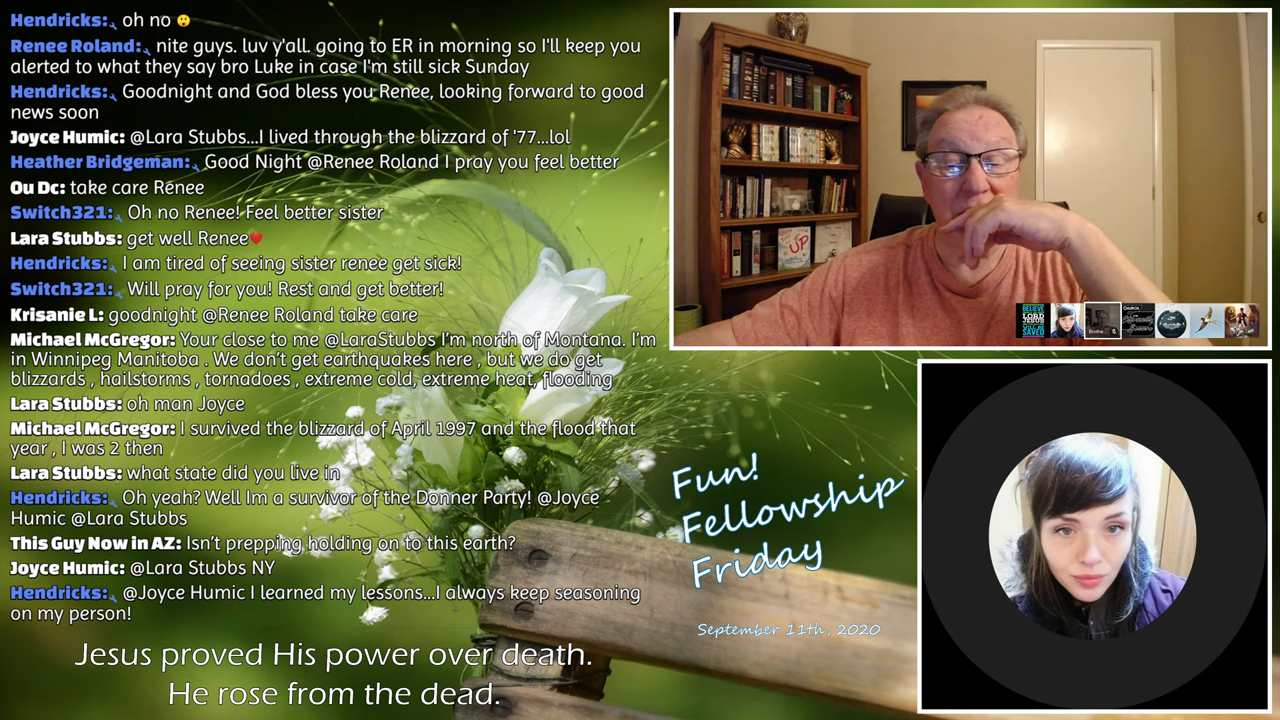 Hendricks: oh no 😲
Renee Roland: nite guys. luv y'all. going to ER in morning so I'll keep you
alerted to what they say bro Luke in case I'm still sick Sunday
Hendricks: Goodnight and God bless you Renee, looking forward to good
news soon
Joyce Humic: @Lara Stubbs...I lived through the blizzard of '77...lol
Heather Bridgeman: Good Night @Renee Roland I pray you feel better
Ou Dc: take care Renee
Switch321: Oh no Renee! Feel better sister
Lara Stubbs: get well Renee❤️
Hendricks: I am tired of seeing sister renee get sick!
Switch321: Will pray for you! Rest and get better!
Krisanie L: goodnight @Renee Roland take care
Michael McGregor: Your close to me @LaraStubbs I'm north of Montana. I'm
in Winnipeg Manitoba . We don't get earthquakes here , but we do get
blizzards , hailstorms , tornadoes , extreme cold, extreme heat, flooding
Lara Stubbs: oh man Joyce
Michael McGregor: I survived the blizzard of April 1997 and the flood that
year , I was 2 then
Lara Stubbs: what state did you live in
Hendricks: Oh yeah? Well Im a survivor of the Donner Party! @Joyce
Humic @Lara Stubbs
This Guy Now in AZ: Isn't prepping holding on to this earth?
Joyce Humic: @Lara Stubbs NY
Hendricks: @Joyce Humic I learned my lessons...I always keep seasoning
on my person!
Jesus proved His power over death.
He rose from the dead.
UP
BELIEVE
LORD
JESUS
SAVED
Brothe...
CHURCH
Fun!
Fellowship
Friday
September 11th, 2020